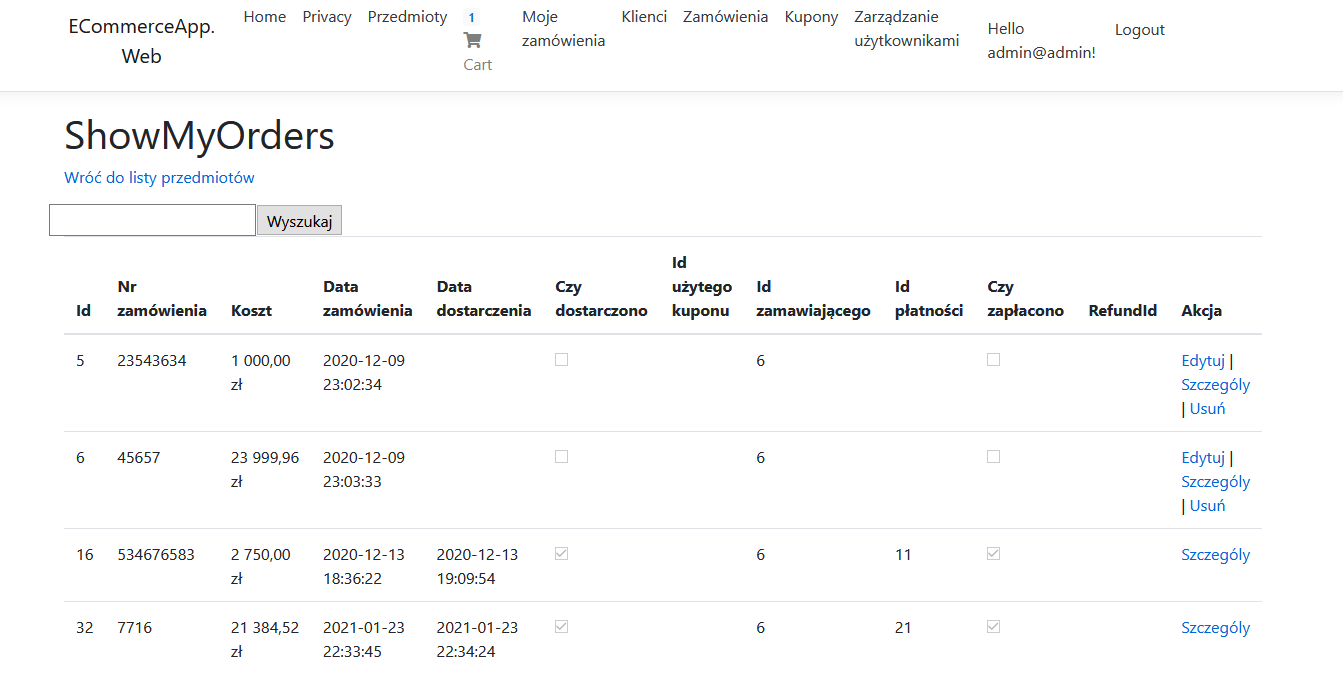 ECommerceApp.
Web
Home
Privacy
Przedmioty
1
Cart
Moje
zamówienia
Klienci
Zamówienia
Kupony
Zarządzanie
użytkownikami
Hello
admin@admin!
Logout
ShowMyOrders
Wróć do listy przedmiotów
Wyszukaj
Id
Nr
zamówienia
Koszt
Data
zamówienia
Data
dostarczenia
Czy
dostarczono
Id
użytego
kuponu
Id
zamawiającego
Id
płatności
Czy
zapłacono
RefundId
Akcja
5
23543634
1 000,00
zł
2020-12-09
23:02:34
6
Edytuj |
Szczegóły
| Usuń
6
45657
23 999,96
zł
2020-12-09
23:03:33
6
Edytuj |
Szczegóły
| Usuń
16
534676583
2 750,00
zł
2020-12-13
18:36:22
2020-12-13
19:09:54
6
11
Szczegóły
32
7716
21 384,52
zł
2021-01-23
22:33:45
2021-01-23
22:34:24
6
21
Szczegóły